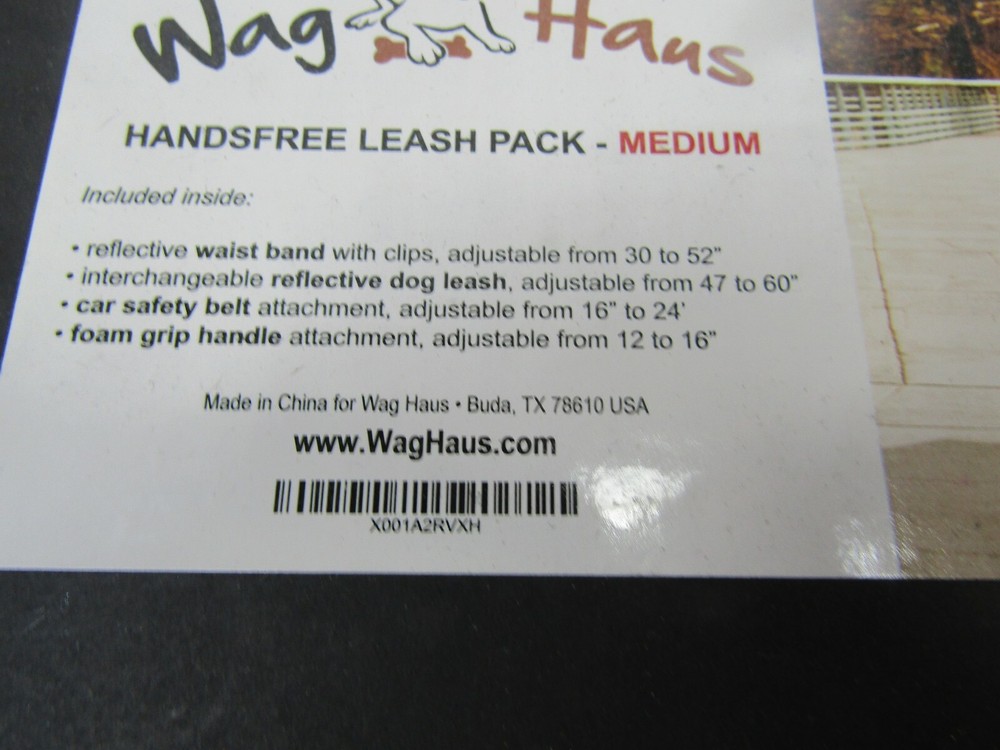 Wag Haus
HANDSFREE LEASH PACK - MEDIUM
Included inside:
• reflective waist band with clips, adjustable from 30 to 52"
• interchangeable reflective dog leash, adjustable from 47 to 60"
• car safety belt attachment, adjustable from 16" to 24'
• foam grip handle attachment, adjustable from 12 to 16"
Made in China for Wag Haus • Buda, TX 78610 USA
www.WagHaus.com
X001A2RVXH